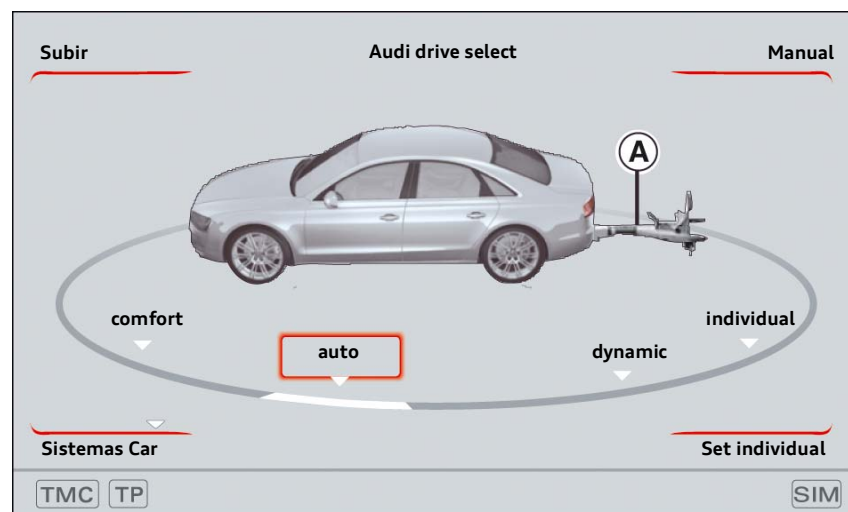 Subir Audi drive select Manual
A
comfort individual
auto dynamic
Sistemas Car Set individual
TMC TP SIM